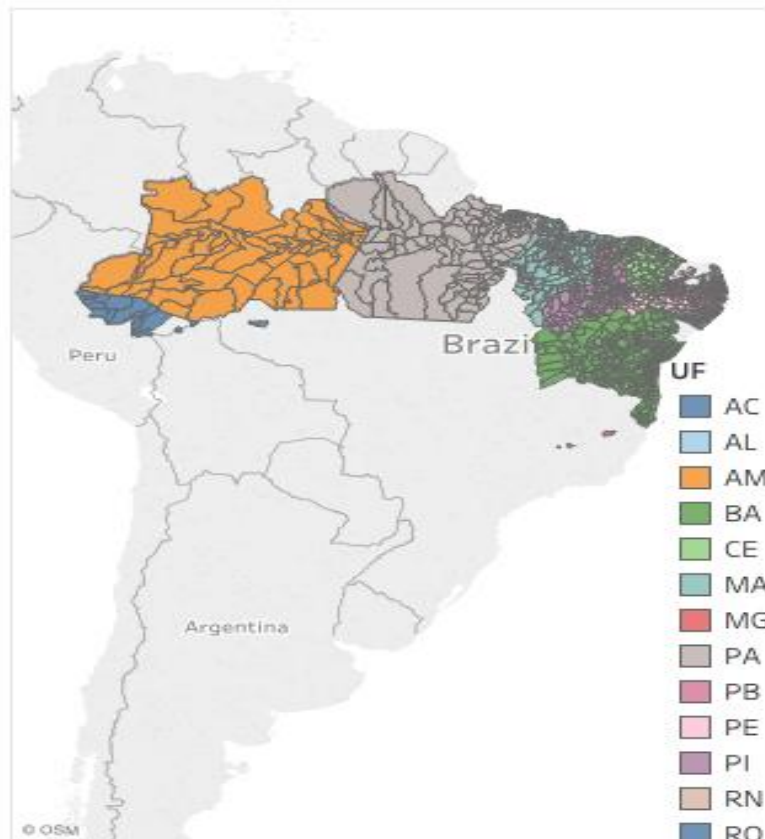 Peru
Brazi
UF
AC
AL
AM
BA
CE
MA
MG
PA
PB
PE
PI
RN
RO
Argentina
© OSM